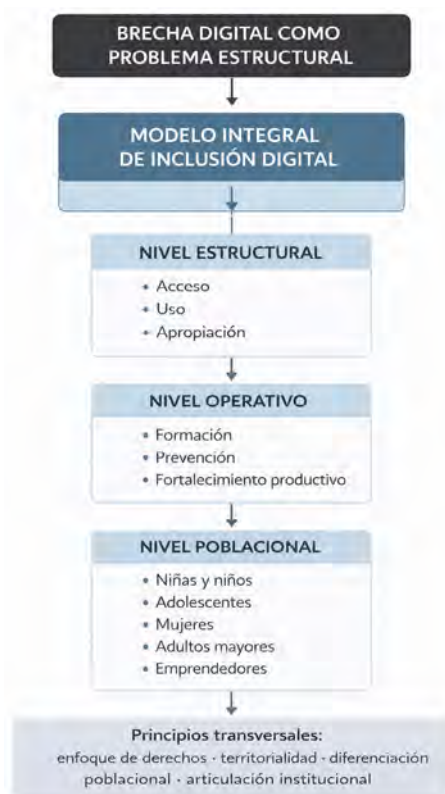 BRECHA DIGITAL COMO
PROBLEMA ESTRUCTURAL
MODELO INTEGRAL
DE INCLUSIÓN DIGITAL
NIVEL ESTRUCTURAL
• Acceso
• Uso
• Apropiación
NIVEL OPERATIVO
• Formación
• Prevención
• Fortalecimiento productivo
NIVEL POBLACIONAL
• Niñas y niños
• Adolescentes
• Mujeres
• Adultos mayores
• Emprendedores
Principios transversales:
enfoque de derechos · territorialidad · diferenciación
poblacional · articulación institucional